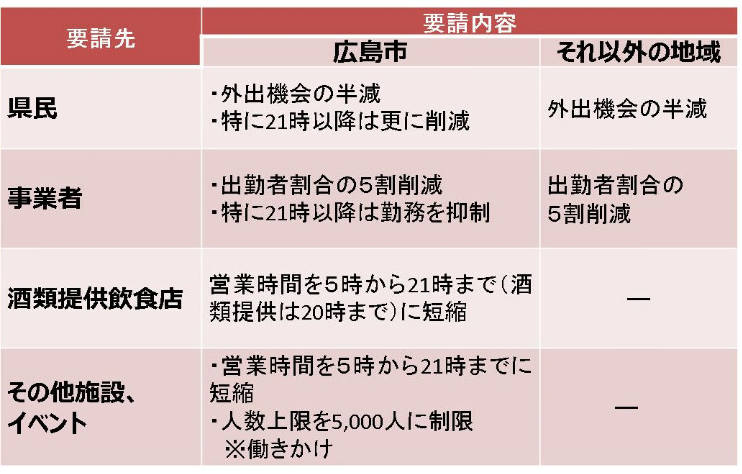 要請先
要請内容
広島市
それ以外の地域
県民
・外出機会の半減
・特に21時以降は更に削減
外出機会の半減
事業者
・出勤者割合の５割削減
・特に21時以降は勤務を抑制
出勤者割合の
５割削減
酒類提供飲食店
営業時間を５時から21時まで（酒
類提供は20時まで）に短縮
―
その他施設、
イベント
・営業時間を５時から21時までに
短縮
・人数上限を5,000人に制限
※働きかけ
―